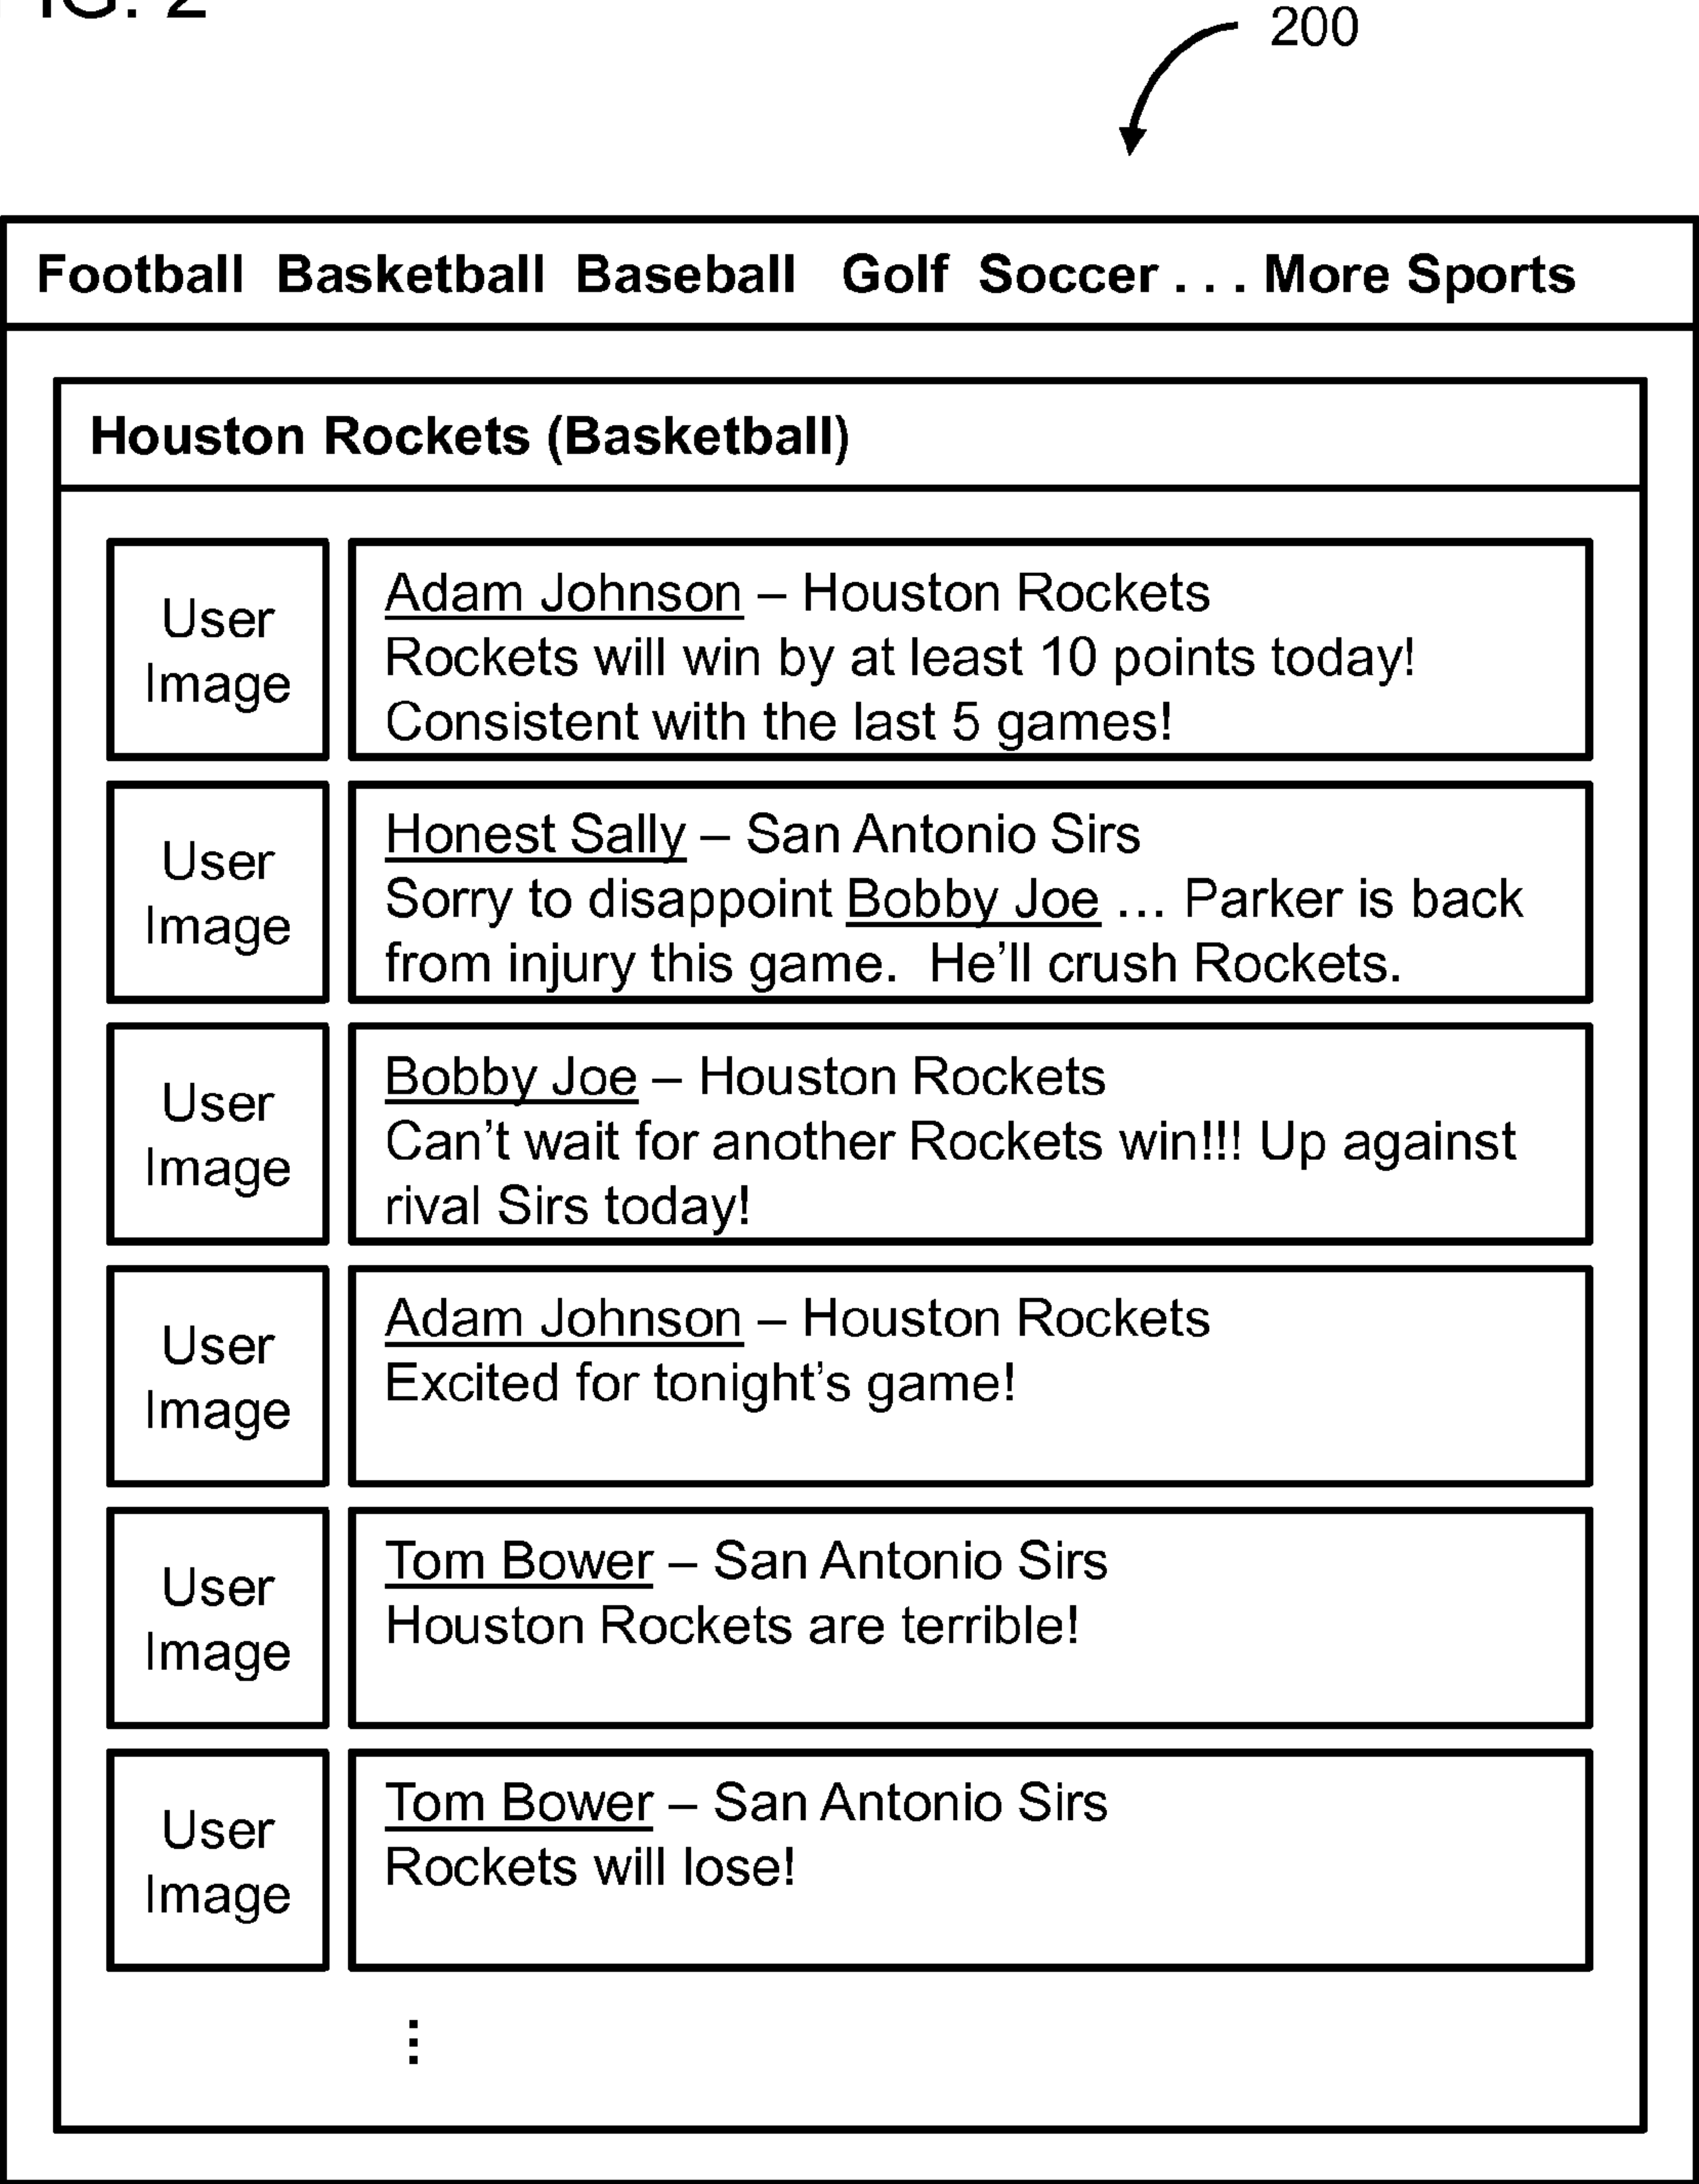 FIG. 2
200
Football Basketball Baseball Golf Soccer . . . More Sports
Houston Rockets (Basketball)
User
Image
Adam Johnson – Houston Rockets
Rockets will win by at least 10 points today!
Consistent with the last 5 games!
User
Image
Honest Sally – San Antonio Sirs
Sorry to disappoint Bobby Joe ... Parker is back
from injury this game. He’ll crush Rockets.
User
Image
Bobby Joe – Houston Rockets
Can’t wait for another Rockets win!!! Up against
rival Sirs today!
User
Image
Adam Johnson – Houston Rockets
Excited for tonight’s game!
User
Image
Tom Bower – San Antonio Sirs
Houston Rockets are terrible!
User
Image
Tom Bower – San Antonio Sirs
Rockets will lose!